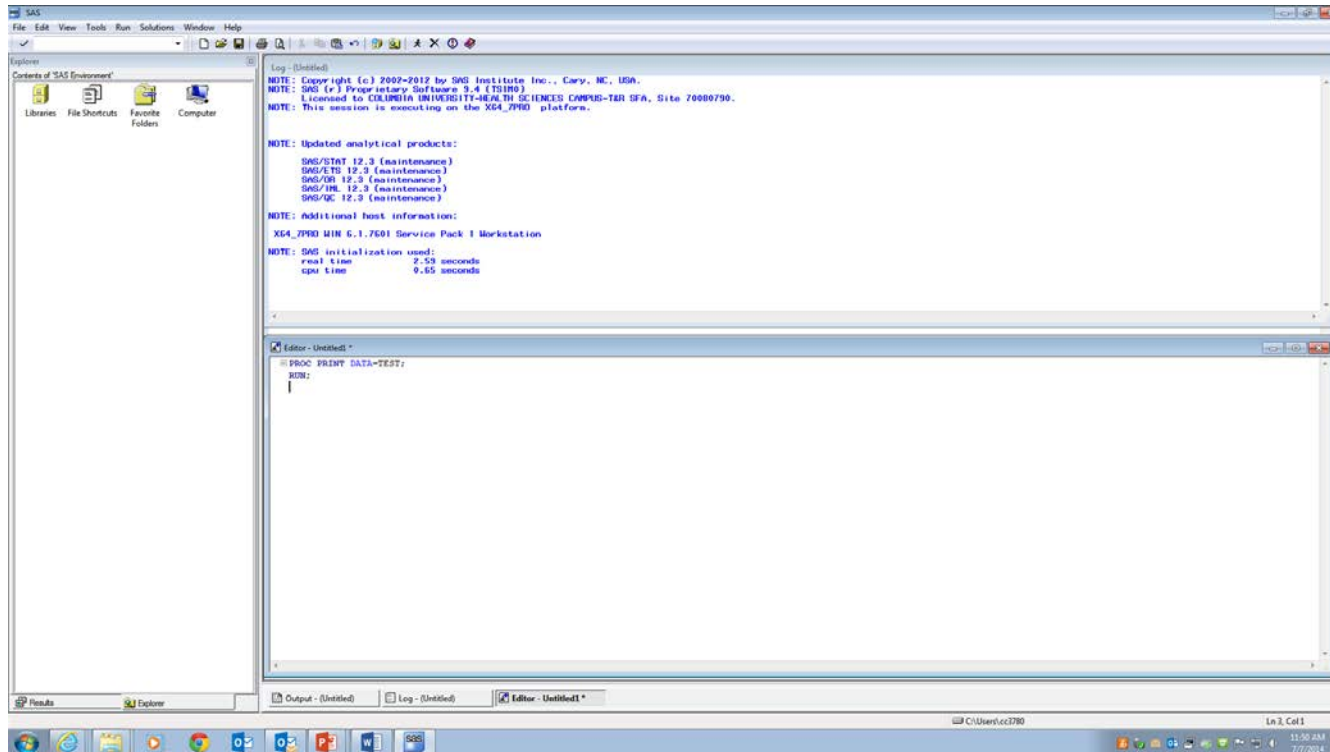 SAS
File Edit View Tools Run Solutions Window Help
Explorer
Contents of 'SAS Environment'
Libraries File Shortcuts Favorite Folders Computer
Log - (Untitled)
NOTE: Copyright (c) 2002-2012 by SAS Institute Inc., Cary, NC, USA.
NOTE: SAS (r) Proprietary Software 9.4 (TS1M0)
Licensed to COLUMBIA UNIVERSITY-HEALTH SCIENCES CAMPUS-T&R SFA, Site 70080790.
NOTE: This session is executing on the X64_7PRO platform.
NOTE: Updated analytical products:
SAS/STAT 12.3 (maintenance)
SAS/ETS 12.3 (maintenance)
SAS/OR 12.3 (maintenance)
SAS/IML 12.3 (maintenance)
SAS/QC 12.3 (maintenance)
NOTE: Additional host information:
X64_7PRO WIN 6.1.7601 Service Pack 1 Workstation
NOTE: SAS initialization used:
real time 2.59 seconds
cpu time 0.65 seconds
Editor - Untitled1 *
PROC PRINT DATA=TEST;
RUN;
Results Explorer
Output - (Untitled) Log - (Untitled) Editor - Untitled1 *
C:\Users\cc3780 Ln 3, Col 1
SAS
11:56 AM
7/7/2014